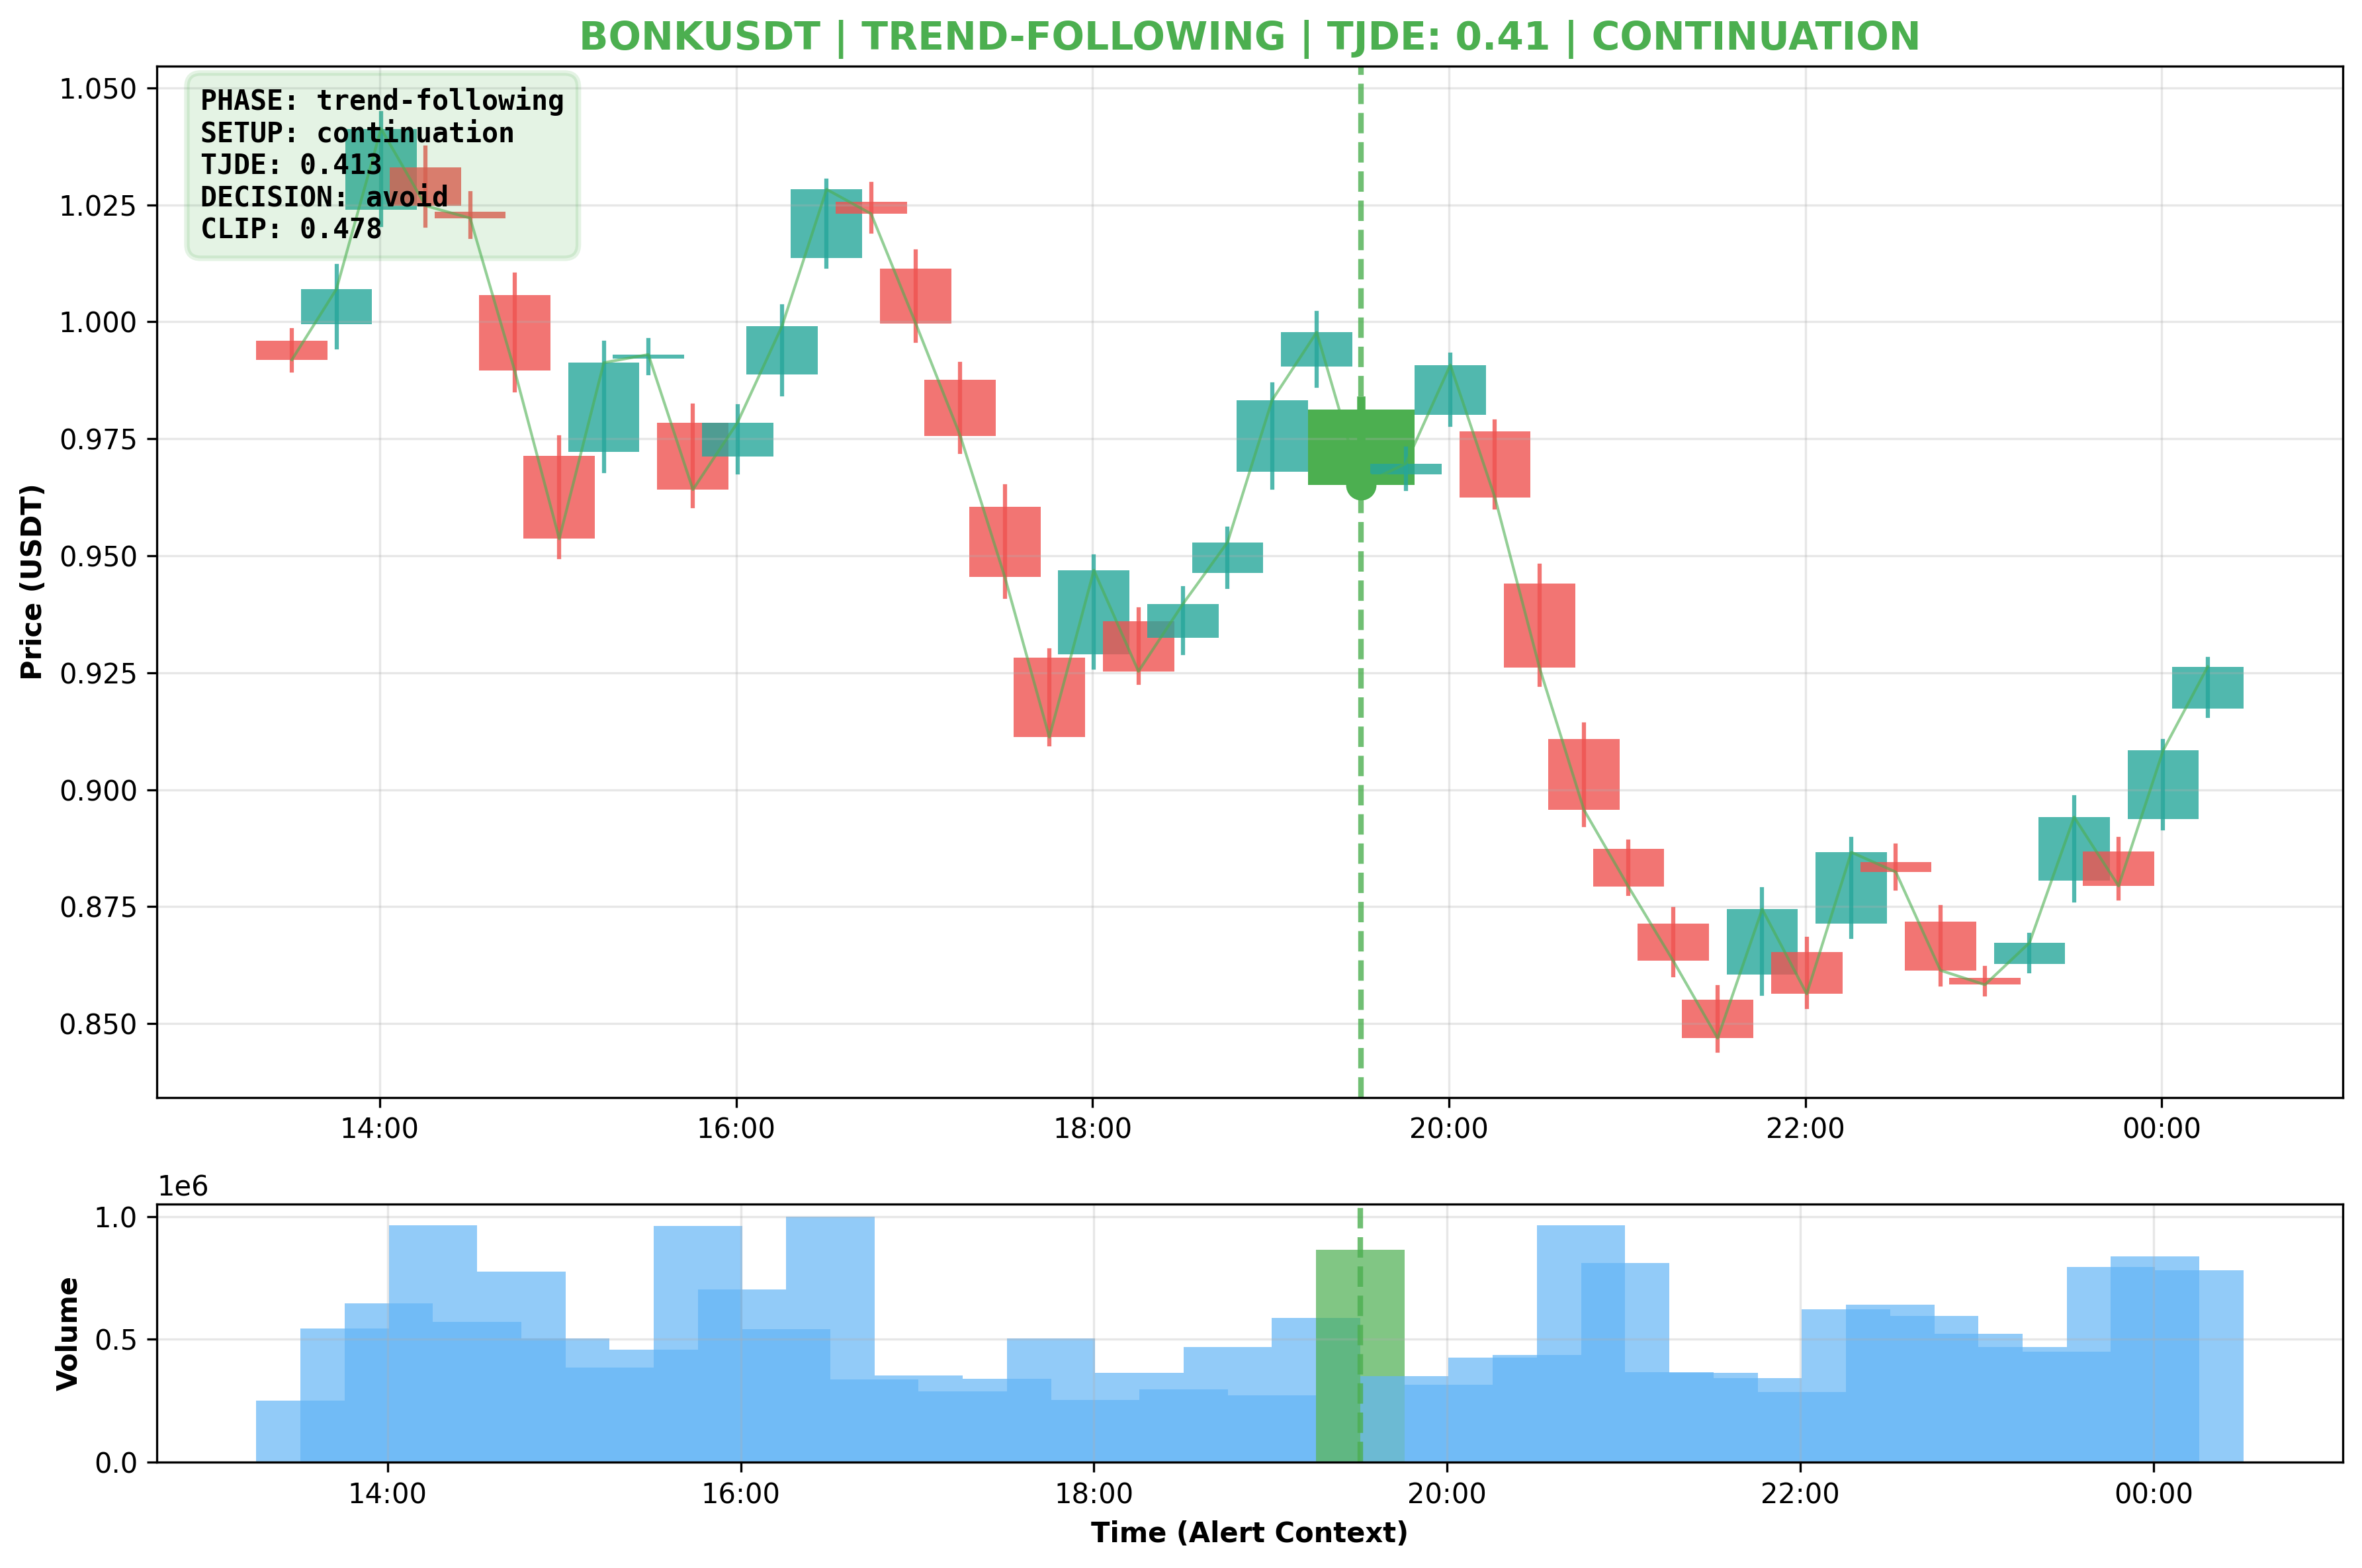 BONKUSDT | TREND-FOLLOWING | TJDE: 0.41 | CONTINUATION
PHASE: trend-following
SETUP: continuation
TJDE: 0.413
DECISION: avoid
CLIP: 0.478
Price (USDT)
1.050
1.025
1.000
0.975
0.950
0.925
0.900
0.875
0.850
14:00 16:00 18:00 20:00 22:00 00:00
1e6
Volume
1.0
0.5
0.0
14:00 16:00 18:00 20:00 22:00 00:00
Time (Alert Context)